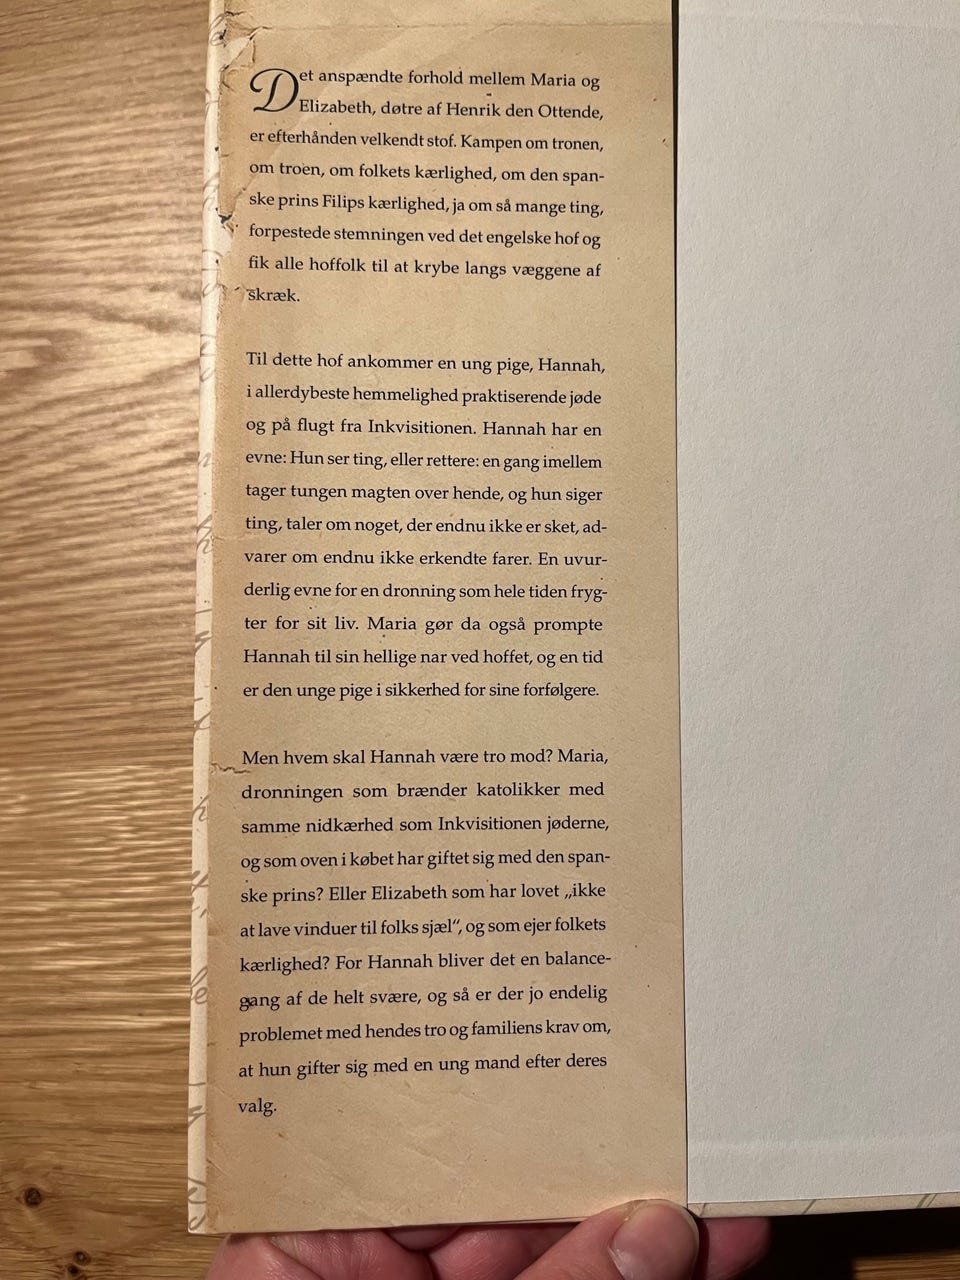 Det anspændte forhold mellem Maria og
Elizabeth, døtre af Henrik den Ottende,
er efterhånden velkendt stof. Kampen om tronen,
om troen, om folkets kærlighed, om den span-
ske prins Filips kærlighed, ja om så mange ting,
forpestede stemningen ved det engelske hof og
fik alle hoffolk til at krybe langs væggene af
skræk.
Til dette hof ankommer en ung pige, Hannah,
i allerdybeste hemmelighed praktiserende jøde
og på flugt fra Inkvisitionen. Hannah har en
evne: Hun ser ting, eller rettere: en gang imellem
tager tungen magten over hende, og hun siger
ting, taler om noget, der endnu ikke er sket, ad-
varer om endnu ikke erkendte farer. En uvur-
derlig evne for en dronning som hele tiden fryg-
ter for sit liv. Maria gør da også prompte
Hannah til sin hellige nar ved hoffet, og en tid
er den unge pige i sikkerhed for sine forfølgere.
Men hvem skal Hannah være tro mod? Maria,
dronningen som brænder katolikker med
samme nidkærhed som Inkvisitionen jøderne,
og som oven i købet har giftet sig med den span-
ske prins? Eller Elizabeth som har lovet „ikke
at lave vinduer til folks sjæl“, og som ejer folkets
kærlighed? For Hannah bliver det en balance-
gang af de helt svære, og så er der jo endelig
problemet med hendes tro og familiens krav om,
at hun gifter sig med en ung mand efter deres
valg.